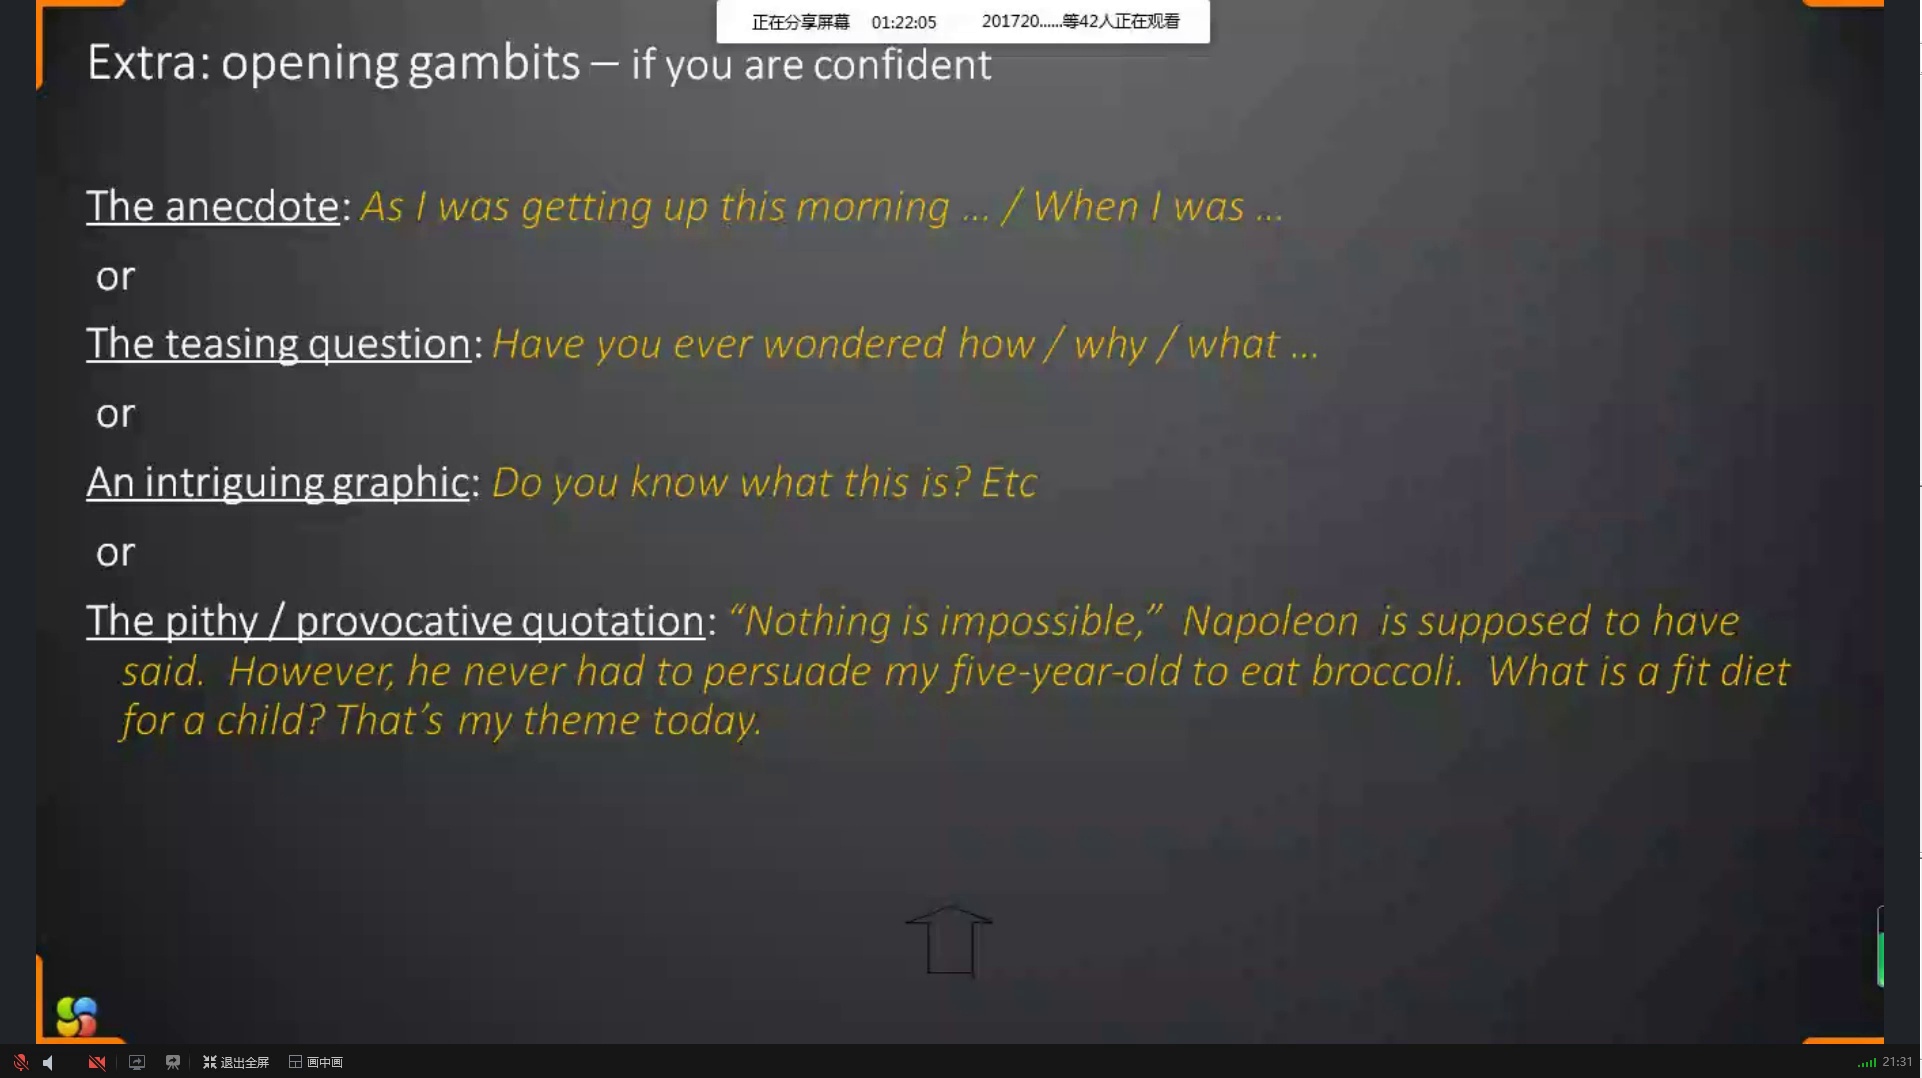 正在分享屏幕 01:22:05 201720......等42人正在观看
Extra: opening gambits – if you are confident
The anecdote: As I was getting up this morning ... / When I was ...
or
The teasing question: Have you ever wondered how / why / what ...
or
An intriguing graphic: Do you know what this is? Etc
or
The pithy / provocative quotation: “Nothing is impossible,” Napoleon is supposed to have
said. However, he never had to persuade my five-year-old to eat broccoli. What is a fit diet
for a child? That’s my theme today.
退出全屏 画中画 21:31